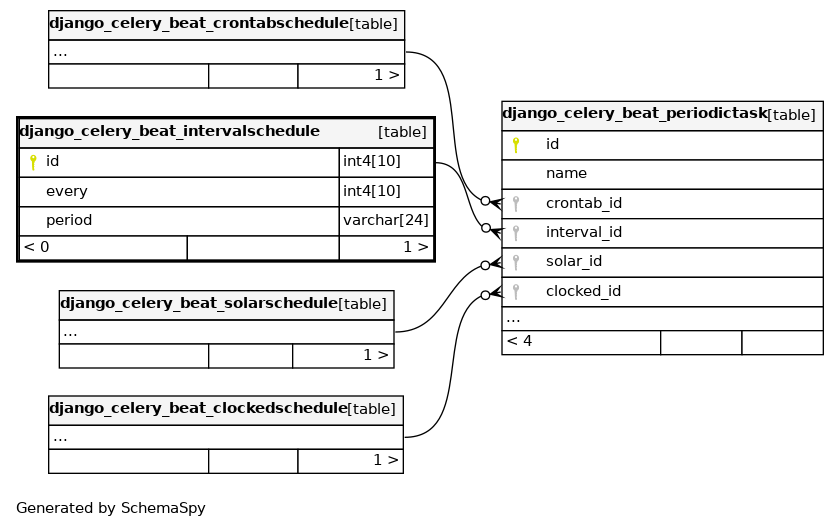 django_celery_beat_crontabschedule [table]
...
1 >
django_celery_beat_intervalschedule [table]
id int4[10]
every int4[10]
period varchar[24]
< 0 1 >
django_celery_beat_solarschedule [table]
...
1 >
django_celery_beat_clockedschedule [table]
...
1 >
django_celery_beat_periodictask [table]
id
name
crontab_id
interval_id
solar_id
clocked_id
...
< 4
Generated by SchemaSpy